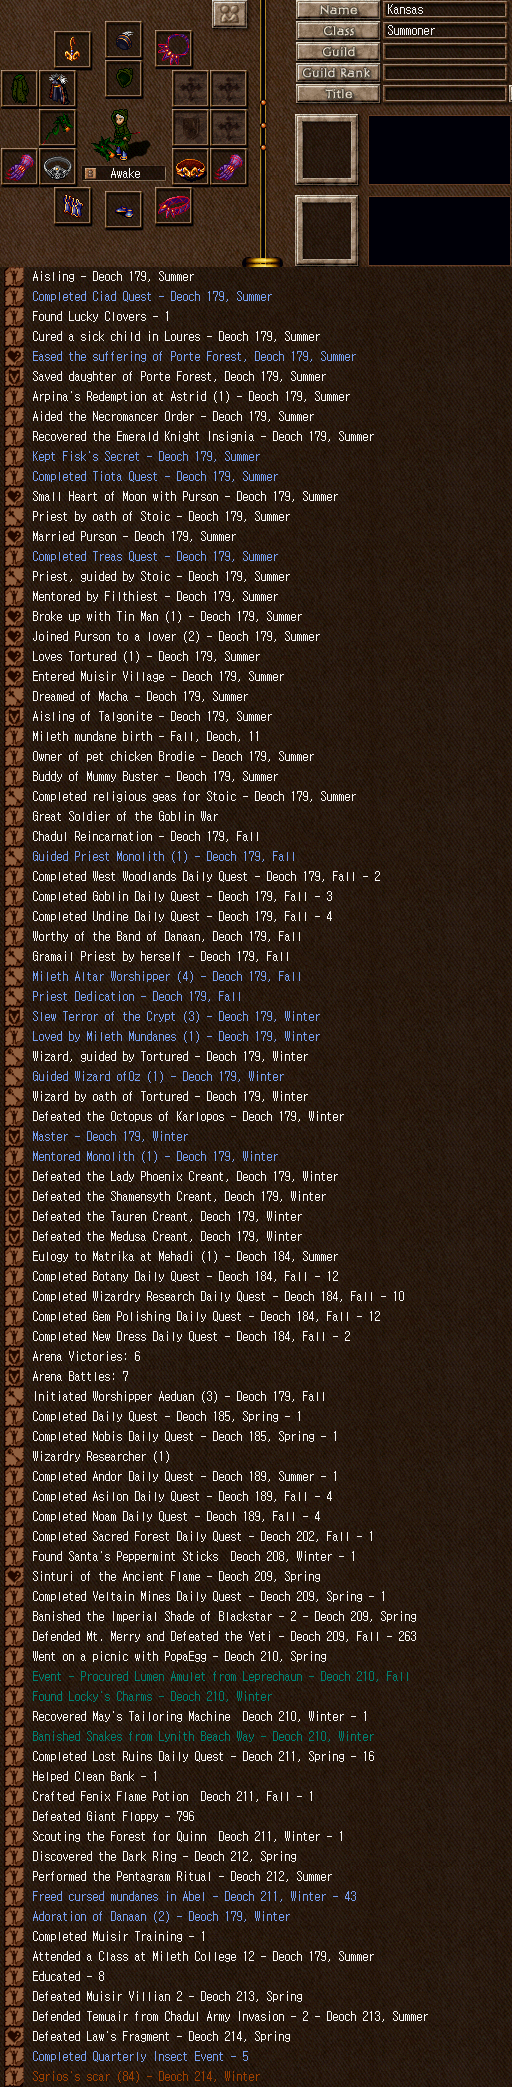 Name
Kansas
Class
Summoner
Guild
Guild Rank
Title
Awake
Aisling - Deoch 179, Summer
Completed Ciad Quest - Deoch 179, Summer
Found Lucky Clovers - 1
Cured a sick child in Loures - Deoch 179, Summer
Eased the suffering of Porte Forest, Deoch 179, Summer
Saved daughter of Porte Forest, Deoch 179, Summer
Arpina's Redemption at Astrid (1) - Deoch 179, Summer
Aided the Necromancer Order - Deoch 179, Summer
Recovered the Emerald Knight Insignia - Deoch 179, Summer
Kept Fisk's Secret - Deoch 179, Summer
Completed Tiota Quest - Deoch 179, Summer
Small Heart of Moon with Purson - Deoch 179, Summer
Priest by oath of Stoic - Deoch 179, Summer
Married Purson - Deoch 179, Summer
Completed Treas Quest - Deoch 179, Summer
Priest, guided by Stoic - Deoch 179, Summer
Mentored by Filthiest - Deoch 179, Summer
Broke up with Tin Man (1) - Deoch 179, Summer
Joined Purson to a lover (2) - Deoch 179, Summer
Loves Tortured (1) - Deoch 179, Summer
Entered Muisir Village - Deoch 179, Summer
Dreamed of Macha - Deoch 179, Summer
Aisling of Talgonite - Deoch 179, Summer
Mileth mundane birth - Fall, Deoch, 11
Owner of pet chicken Brodie - Deoch 179, Summer
Buddy of Mummy Buster - Deoch 179, Summer
Completed religious geas for Stoic - Deoch 179, Summer
Great Soldier of the Goblin War
Chadul Reincarnation - Deoch 179, Fall
Guided Priest Monolith (1) - Deoch 179, Fall
Completed West Woodlands Daily Quest - Deoch 179, Fall - 2
Completed Goblin Daily Quest - Deoch 179, Fall - 3
Completed Undine Daily Quest - Deoch 179, Fall - 4
Worthy of the Band of Danaan, Deoch 179, Fall
Gramail Priest by herself - Deoch 179, Fall
Mileth Altar Worshipper (4) - Deoch 179, Fall
Priest Dedication - Deoch 179, Fall
Slew Terror of the Crypt (3) - Deoch 179, Winter
Loved by Mileth Mundanes (1) - Deoch 179, Winter
Wizard, guided by Tortured - Deoch 179, Winter
Guided Wizard ofOz (1) - Deoch 179, Winter
Wizard by oath of Tortured - Deoch 179, Winter
Defeated the Octopus of Karlopos - Deoch 179, Winter
Master - Deoch 179, Winter
Mentored Monolith (1) - Deoch 179, Winter
Defeated the Lady Phoenix Creant, Deoch 179, Winter
Defeated the Shamensyth Creant, Deoch 179, Winter
Defeated the Tauren Creant, Deoch 179, Winter
Defeated the Medusa Creant, Deoch 179, Winter
Eulogy to Matrika at Mehadi (1) - Deoch 184, Summer
Completed Botany Daily Quest - Deoch 184, Fall - 12
Completed Wizardry Research Daily Quest - Deoch 184, Fall - 10
Completed Gem Polishing Daily Quest - Deoch 184, Fall - 12
Completed New Dress Daily Quest - Deoch 184, Fall - 2
Arena Victories: 6
Arena Battles: 7
Initiated Worshipper Aeduan (3) - Deoch 179, Fall
Completed Daily Quest - Deoch 185, Spring - 1
Completed Nobis Daily Quest - Deoch 185, Spring - 1
Wizardry Researcher (1)
Completed Andor Daily Quest - Deoch 189, Summer - 1
Completed Asilon Daily Quest - Deoch 189, Fall - 4
Completed Noam Daily Quest - Deoch 189, Fall - 4
Completed Sacred Forest Daily Quest - Deoch 202, Fall - 1
Found Santa's Peppermint Sticks  Deoch 208, Winter - 1
Sinturi of the Ancient Flame - Deoch 209, Spring
Completed Veltain Mines Daily Quest - Deoch 209, Spring - 1
Banished the Imperial Shade of Blackstar - 2 - Deoch 209, Spring
Defended Mt. Merry and Defeated the Yeti - Deoch 209, Fall - 263
Went on a picnic with PopaEgg - Deoch 210, Spring
Event - Procured Lumen Amulet from Leprechaun - Deoch 210, Fall
Found Locky's Charms - Deoch 210, Winter
Recovered May's Tailoring Machine  Deoch 210, Winter - 1
Banished Snakes from Lynith Beach Way - Deoch 210, Winter
Completed Lost Ruins Daily Quest - Deoch 211, Spring - 16
Helped Clean Bank - 1
Crafted Fenix Flame Potion  Deoch 211, Fall - 1
Defeated Giant Floppy - 796
Scouting the Forest for Quinn  Deoch 211, Winter - 1
Discovered the Dark Ring - Deoch 212, Spring
Performed the Pentagram Ritual - Deoch 212, Summer
Freed cursed mundanes in Abel - Deoch 211, Winter - 43
Adoration of Danaan (2) - Deoch 179, Winter
Completed Muisir Training - 1
Attended a Class at Mileth College 12 - Deoch 179, Summer
Educated - 8
Defeated Muisir Villian 2 - Deoch 213, Spring
Defended Temuair from Chadul Army Invasion - 2 - Deoch 213, Summer
Defeated Law's Fragment - Deoch 214, Spring
Completed Quarterly Insect Event - 5
Sgrios's scar (84) - Deoch 214, Winter